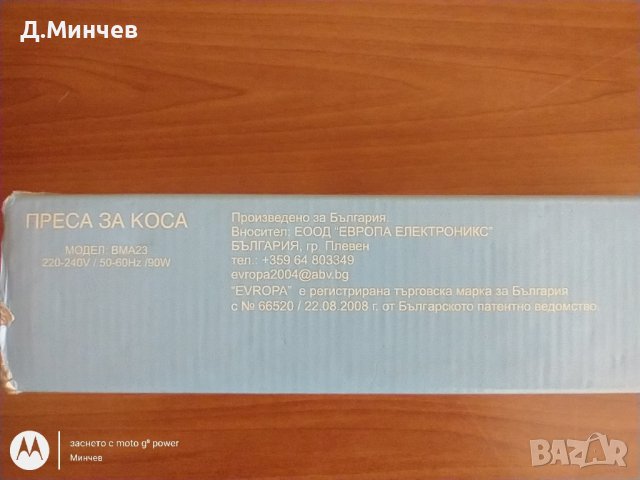 Д.Минчев
ПРЕСА ЗА КОСА
МОДЕЛ: BMA23
220-240V / 50-60Hz /90W
Произведено за България.
Вносител: ЕООД "ЕВРОПА ЕЛЕКТРОНИКС"
БЪЛГАРИЯ, гр. Плевен
тел.: +359 64 803349
evropa2004@abv.bg
"EVROPA" е регистрирана търговска марка за България
с № 66520 / 22.08.2008 г. от Българското патентно ведомство
заснето с moto g⁶ power
Минчев
BAZAR